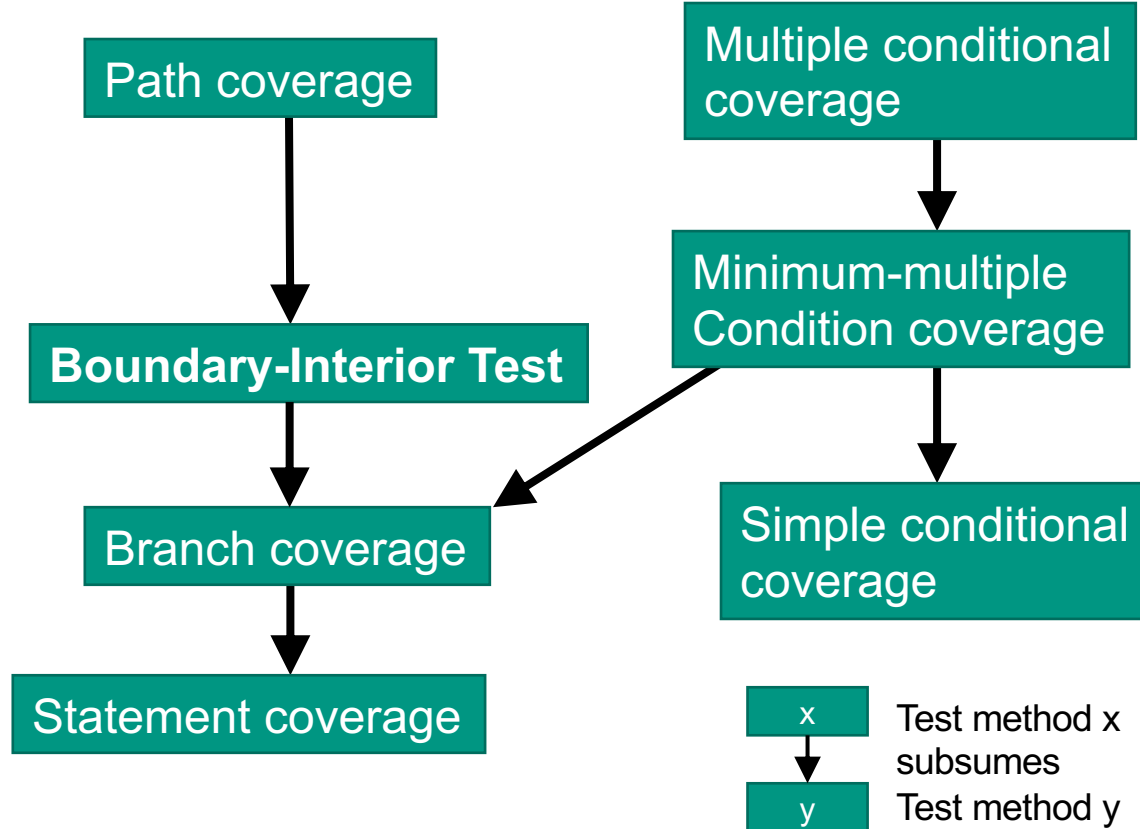 Path coverage
Multiple conditional
coverage
Minimum-multiple
Condition coverage
Boundary-Interior Test
Branch coverage
Simple conditional
coverage
Statement coverage
x
Test method x
subsumes
y
Test method y